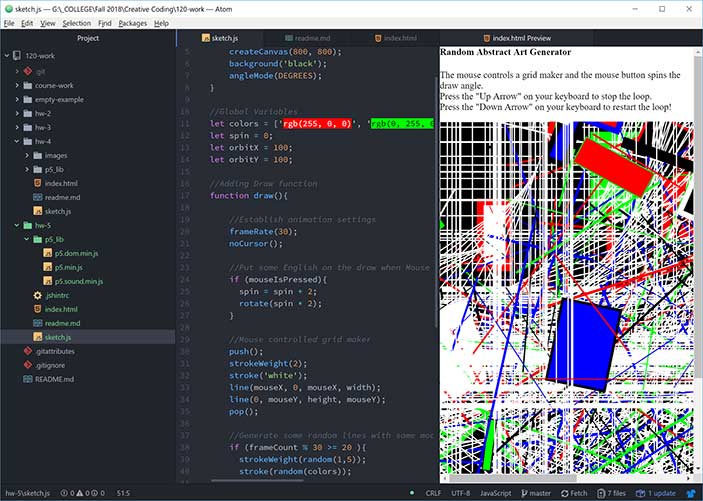 sketch.js — G:\_COLLEGE\Fall 2018\Creative Coding\120-work — Atom
File Edit View Selection Find Packages Help
Project
120-work
.git
course-work
empty-example
hw-2
hw-3
hw-4
images
p5_lib
index.html
readme.md
sketch.js
hw-5
p5_lib
p5.dom.min.js
p5.min.js
p5.sound.min.js
.jshintrc
index.html
readme.md
sketch.js
.gitattributes
.gitignore
README.md
sketch.js readme.md index.html index.html Preview
5 createCanvas(800, 800);
6 background('black');
7 angleMode(DEGREES);
8 }
9
10 //Global Variables
11 let colors = ['rgb(255, 0, 0)', 'rgb(0, 255, 0
12 let spin = 0;
13 let orbitX = 100;
14 let orbitY = 100;
15
16 //Adding Draw function
17 function draw(){
18
19 //Establish animation settings
20 frameRate(30);
21 noCursor();
22
23 //Put some English on the draw when Mouse
24 if (mouseIsPressed){
25 spin = spin + 2;
26 rotate(spin * 2);
27 }
28
29 //Mouse controlled grid maker
30 push();
31 strokeWeight(2);
32 stroke('white');
33 line(mouseX, 0, mouseX, width);
34 line(0, mouseY, height, mouseY);
35 pop();
36
37 //Generate some random lines with some moc
38 if (frameCount % 30 >= 20 ){
39 strokeWeight(random(1,5));
40 stroke(random(colors));
Random Abstract Art Generator
The mouse controls a grid maker and the mouse button spins the
draw angle.
Press the "Up Arrow" on your keyboard to stop the loop.
Press the "Down Arrow" on your keyboard to restart the loop!
hw-5\sketch.js 0 0 0 51:5 CRLF UTF-8 JavaScript master Fetch 7 files 1 update